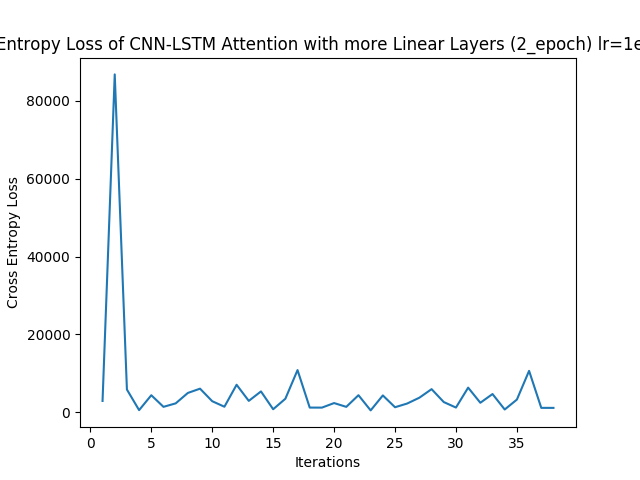 Entropy Loss of CNN-LSTM Attention with more Linear Layers (2_epoch) lr=1e
80000
60000
40000
20000
0
Cross Entropy Loss
0 5 10 15 20 25 30 35
Iterations